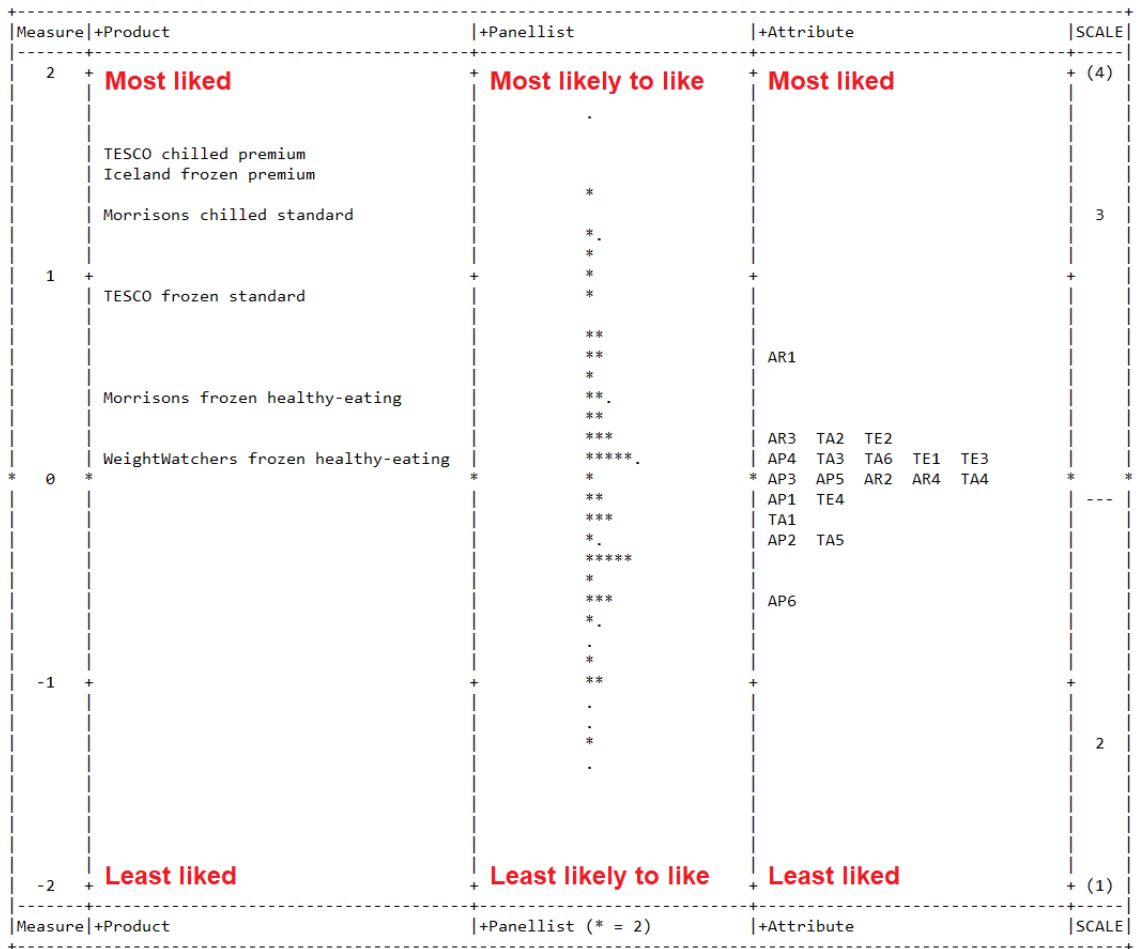 Measure +Product +Panellist +Attribute SCALE
2 + Most liked + Most likely to like + Most liked + (4)
.
TESCO chilled premium
Iceland frozen premium
*
Morrisons chilled standard 3
*.
*
1 + + * + +
TESCO frozen standard *
**
** AR1
*
Morrisons frozen healthy-eating **.
**
*** AR3 TA2 TE2
WeightWatchers frozen healthy-eating *****. AP4 TA3 TA6 TE1 TE3
* 0 * * * * AP3 AP5 AR2 AR4 TA4 * *
** AP1 TE4 ---
*** TA1
*. AP2 TA5
*****
*
*** AP6
*.
.
*
-1 + + ** + +
.
.
* 2
.
-2 + Least liked + Least likely to like + Least liked + (1)
Measure +Product +Panellist (* = 2) +Attribute SCALE